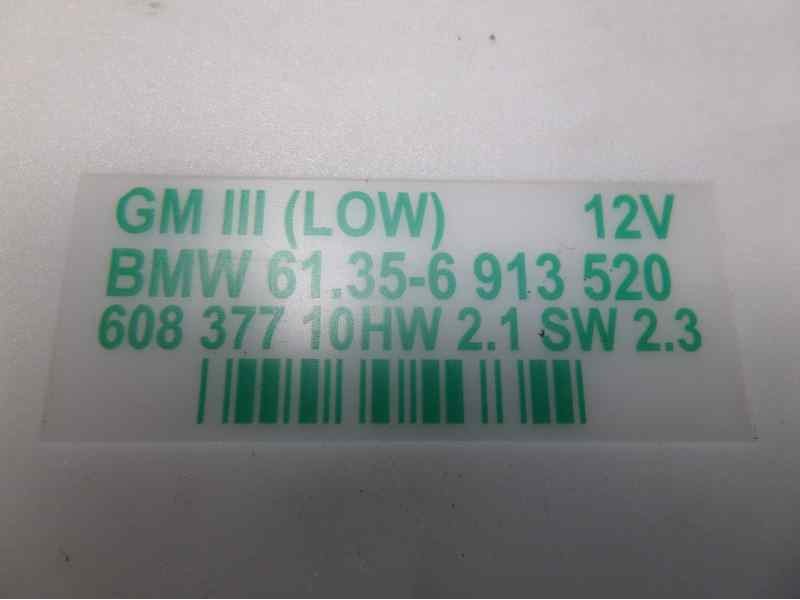 GM III (LOW) 12V
BMW 61.35-6 913 520
608 377 10HW 2.1 SW 2.3